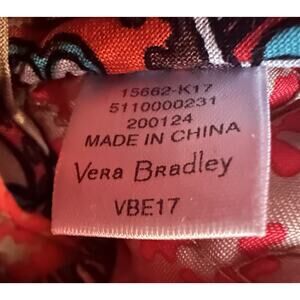 15662-K17
5110000231
200124
MADE IN CHINA
Vera Bradley
VBE17